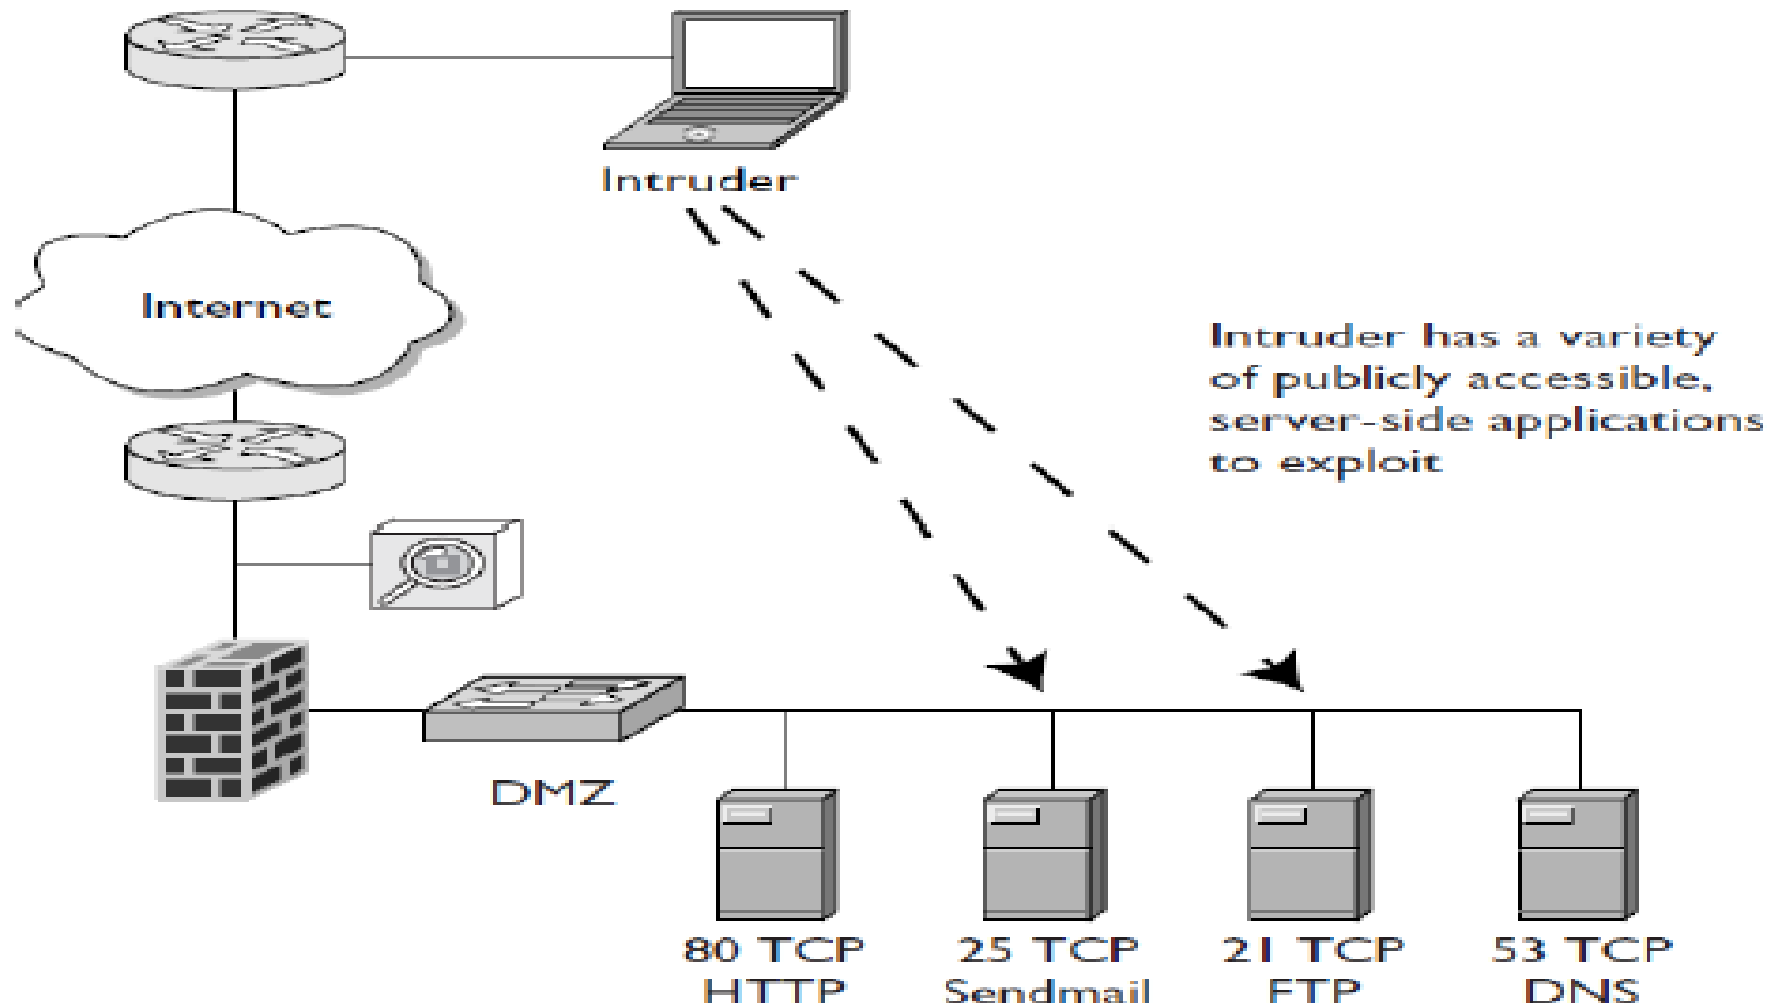 Intruder
Internet
Intruder has a variety
of publicly accessible,
server-side applications
to exploit
DMZ
80 TCP
HTTP
25 TCP
Sendmail
21 TCP
FTP
53 TCP
DNS